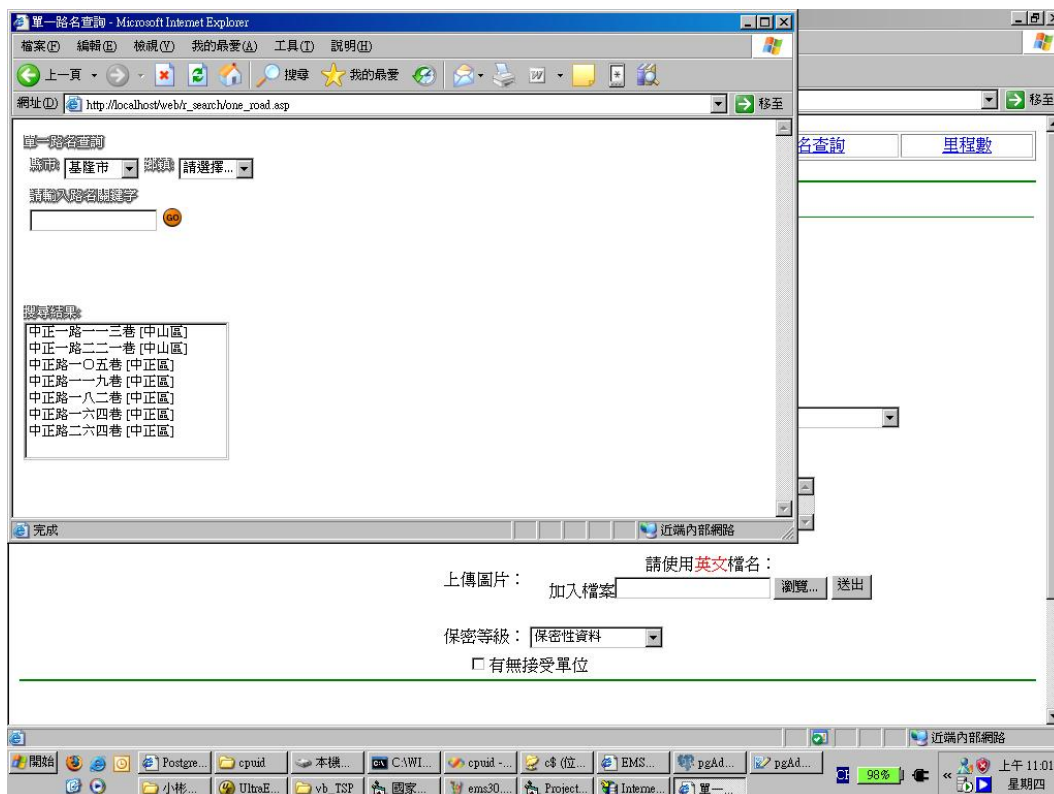 單一路名查詢 - Microsoft Internet Explorer
檔案(F) 編輯(E) 檢視(V) 我的最愛(A) 工具(T) 說明(H)
上一頁 搜尋 我的最愛
網址(D) http://localhost/web/r_search/one_road.asp 移至
移至
單一路名查詢
縣市: 基隆市 請選擇...
請輸入路名關鍵字
GO
搜尋結果:
中正一路一一三巷 [中山區]
中正一路二二一巷 [中山區]
中正路一○五巷 [中正區]
中正路一一九巷 [中正區]
中正路一八二巷 [中正區]
中正路一六四巷 [中正區]
中正路二六四巷 [中正區]
完成 近端內部網路
名查詢 里程數
請使用英文檔名:
上傳圖片: 加入檔案 瀏覽... 送出
保密等級: 保密性資料
有無接受單位
近端內部網路
開始 Postgre... cpuid 本機... C:\WI... cpuid -... c$ (位... EMS... pgAd... pgAd... CH 98% « 上午 11:01
小彬... UltraE... vb_TSP 國家... ems30.... Project... Interne... 單一... 星期四